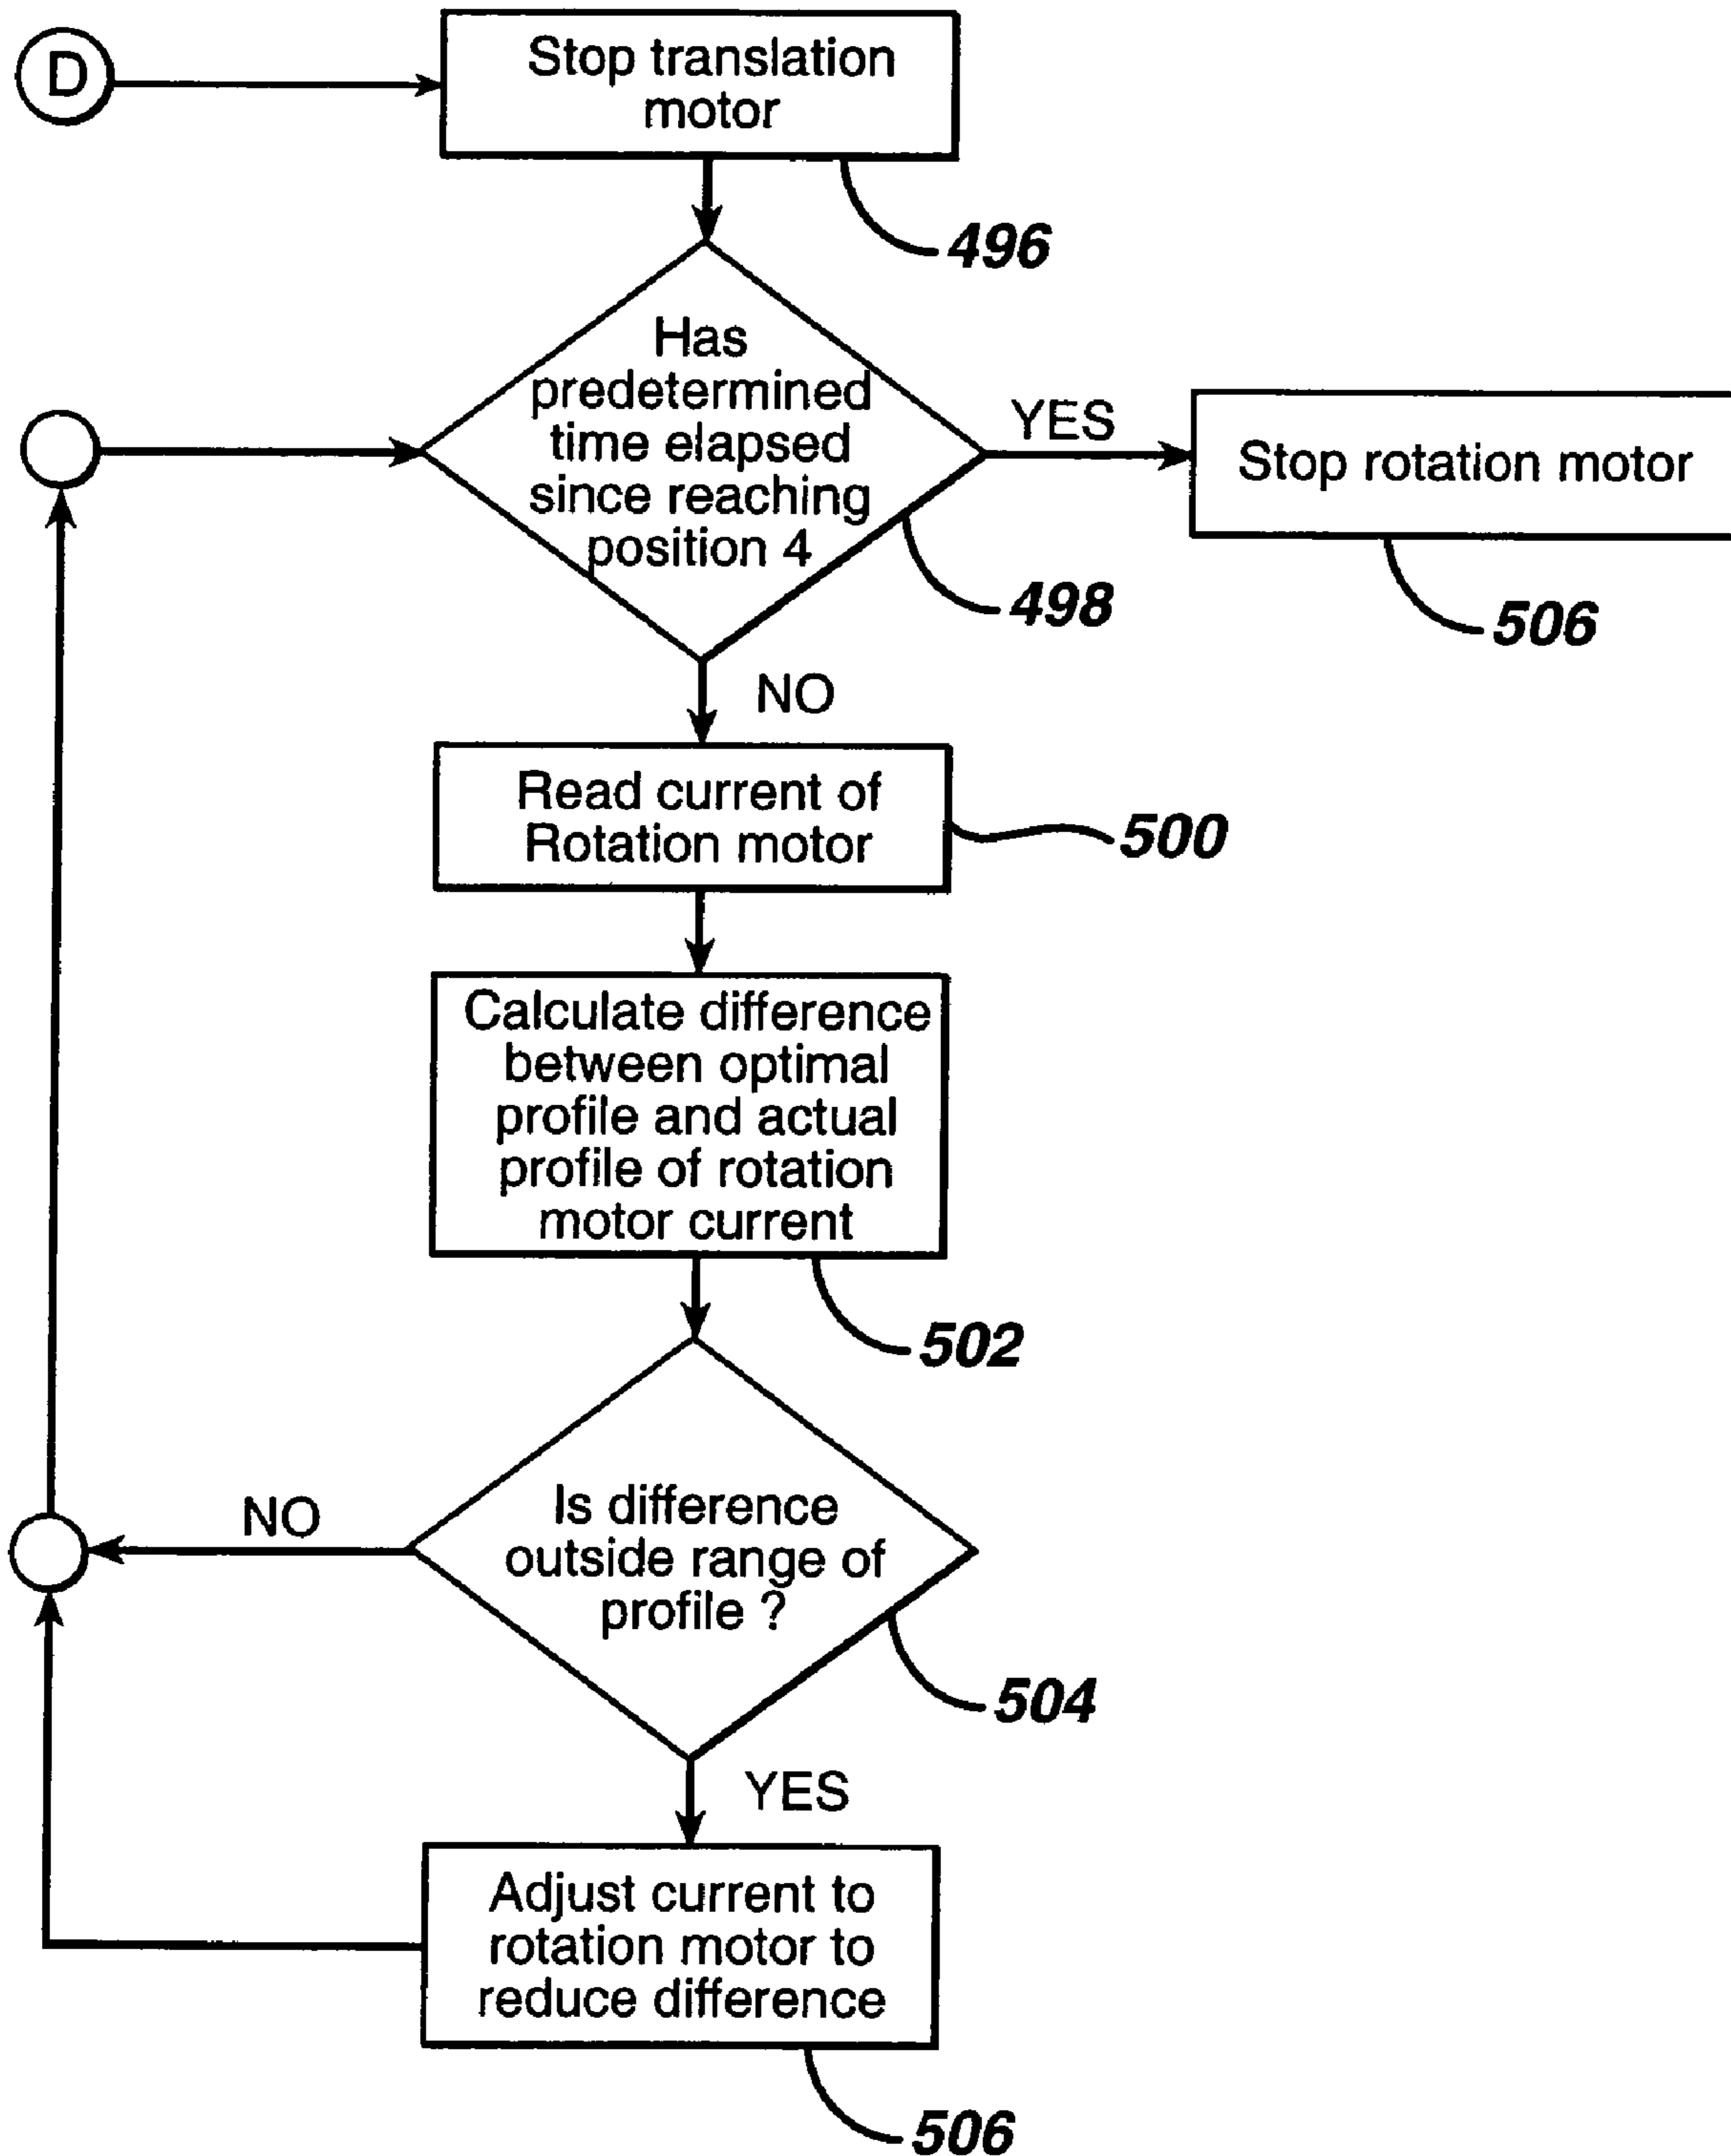 D
Stop translation
motor
496
Has
predetermined
time elapsed
since reaching
position 4
YES
Stop rotation motor
498
506
NO
Read current of
Rotation motor
500
Calculate difference
between optimal
profile and actual
profile of rotation
motor current
502
NO
Is difference
outside range of
profile ?
504
YES
Adjust current to
rotation motor to
reduce difference
506